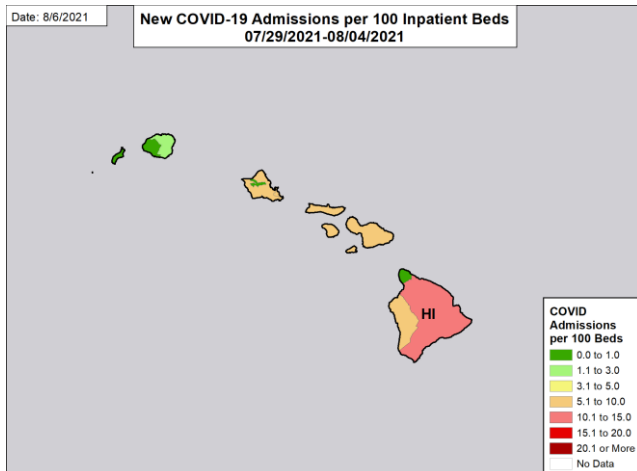 Date: 8/6/2021
New COVID-19 Admissions per 100 Inpatient Beds
07/29/2021-08/04/2021
HI
COVID
Admissions
per 100 Beds
0.0 to 1.0
1.1 to 3.0
3.1 to 5.0
5.1 to 10.0
10.1 to 15.0
15.1 to 20.0
20.1 or More
No Data